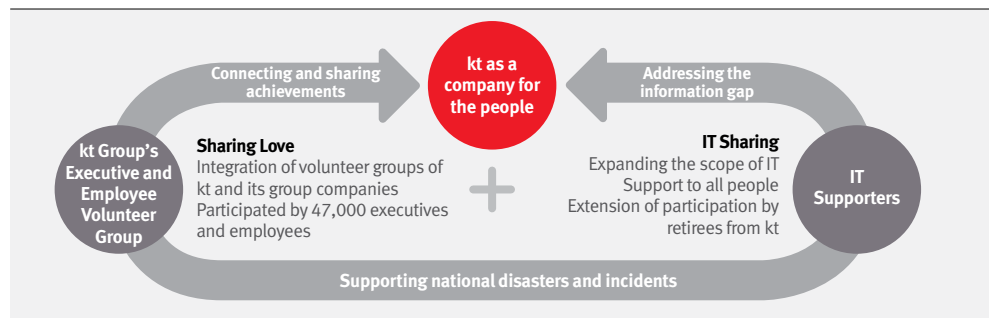 kt as a
company for
the people
Connecting and sharing
achievements
Addressing the
information gap
kt Group's
Executive and
Employee
Volunteer
Group
Sharing Love
Integration of volunteer groups of
kt and its group companies
Participated by 47,000 executives
and employees
IT Sharing
Expanding the scope of IT
Support to all people
Extension of participation by
retirees from kt
IT
Supporters
Supporting national disasters and incidents